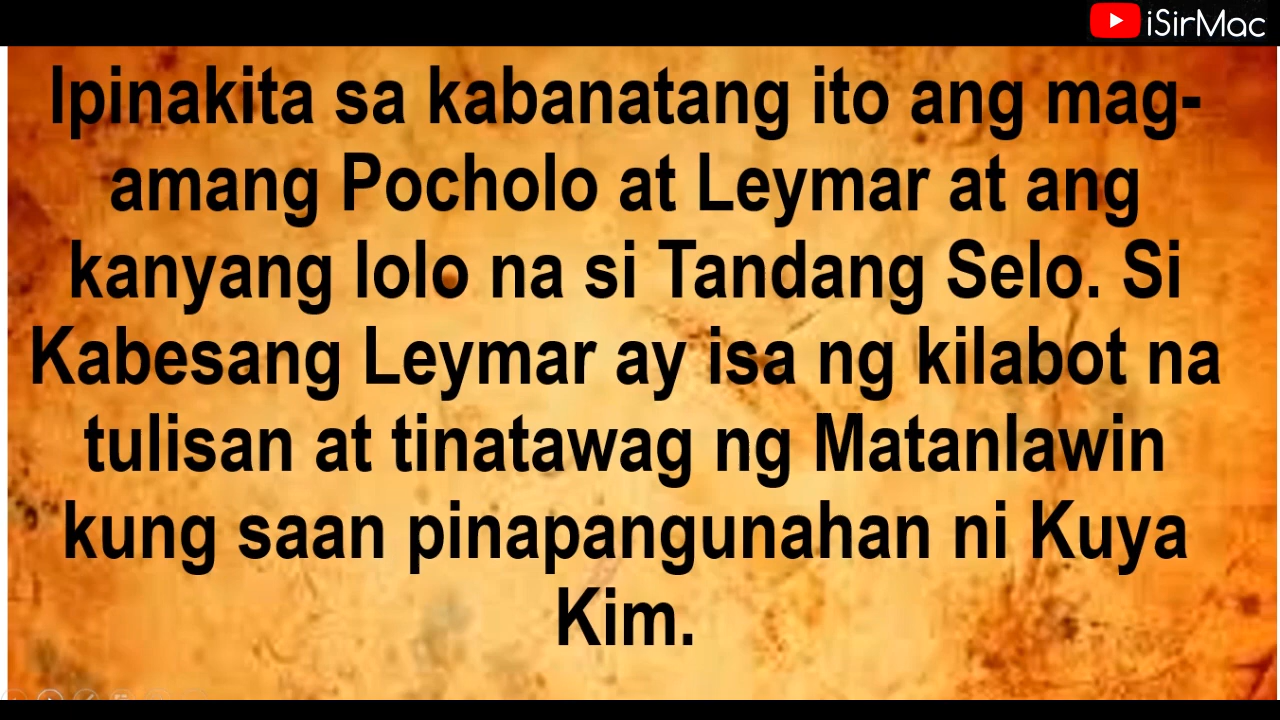 iSirMac
Ipinakita sa kabanatang ito ang mag-
amang Pocholo at Leymar at ang
kanyang lolo na si Tandang Selo. Si
Kabesang Leymar ay isa ng kilabot na
tulisan at tinatawag ng Matanlawin
kung saan pinapangunahan ni Kuya
Kim.